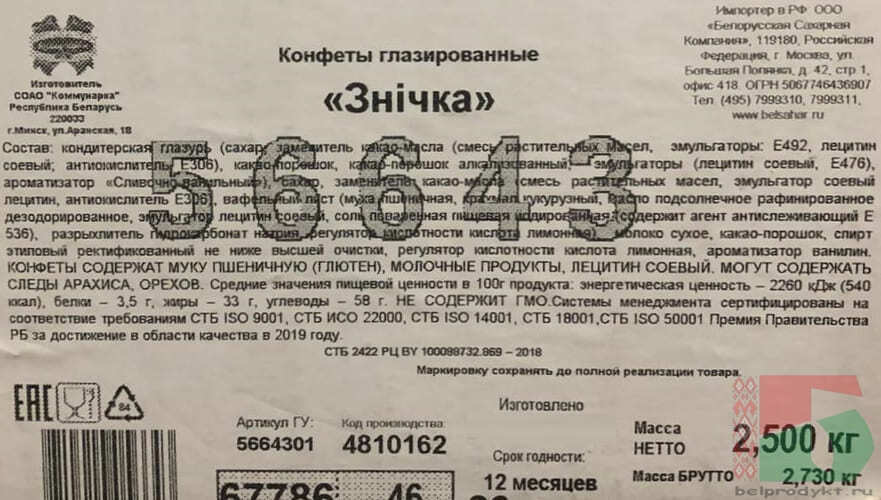 Изготовитель
СОАО "Коммунарка"
Республика Беларусь
220033
г.Минск, ул.Аранская, 18
Конфеты глазированные
«Знiчка»
Импортер в РФ ООО
«Белорусская Сахарная
Компания», 119180, Российская
Федерация, г. Москва, ул.
Большая Полянка, д. 42, стр 1,
офис 418. ОГРН 5067746436907
Тел. (495) 7999310, 7999311,
www.belsahar.ru
56643
Состав: кондитерская глазурь (сахар, заменитель какао-масла (смесь растительных масел, эмульгаторы: Е492, лецитин
соевый; антиокислитель Е306), какао-порошок, какао-порошок алкализованный, эмульгаторы (лецитин соевый, Е476),
ароматизатор «Сливочно-ванильный»), сахар, заменитель какао-масла (смесь растительных масел, эмульгатор соевый
лецитин, антиокислитель Е306), вафельный лист (мука пшеничная, крахмал кукурузный, масло подсолнечное рафинированное
дезодорированное, эмульгатор лецитин соевый, соль поваренная пищевая йодированная (содержит агент антислеживающий Е
536), разрыхлитель гидрокарбонат натрия, регулятор кислотности кислота лимонная), молоко сухое, какао-порошок, спирт
этиловый ректификованный не ниже высшей очистки, регулятор кислотности кислота лимонная, ароматизатор ванилин.
КОНФЕТЫ СОДЕРЖАТ МУКУ ПШЕНИЧНУЮ (ГЛЮТЕН), МОЛОЧНЫЕ ПРОДУКТЫ, ЛЕЦИТИН СОЕВЫЙ. МОГУТ СОДЕРЖАТЬ
СЛЕДЫ АРАХИСА, ОРЕХОВ. Средние значения пищевой ценности в 100г продукта: энергетическая ценность – 2260 кДж (540
ккал), белки – 3,5 г, жиры – 33 г, углеводы – 58 г. НЕ СОДЕРЖИТ ГМО.Системы менеджмента сертифицированы на
соответствие требованиям СТБ ISO 9001, СТБ ИСО 22000, СТБ ISO 14001, СТБ 18001,СТБ ISO 50001 Премия Правительства
РБ за достижение в области качества в 2019 году.
СТБ 2422 РЦ BY 100099732.869 – 2018
Маркировку сохранять до полной реализации товара.
ЕАС
84
Артикул ГУ:
5664301
Код производства:
4810162
Изготовлено
Срок годности:
12 месяцев
Масса
НЕТТО
2,500 кг
Масса БРУТТО
2,730 кг
67786
46
belprodykt.ru